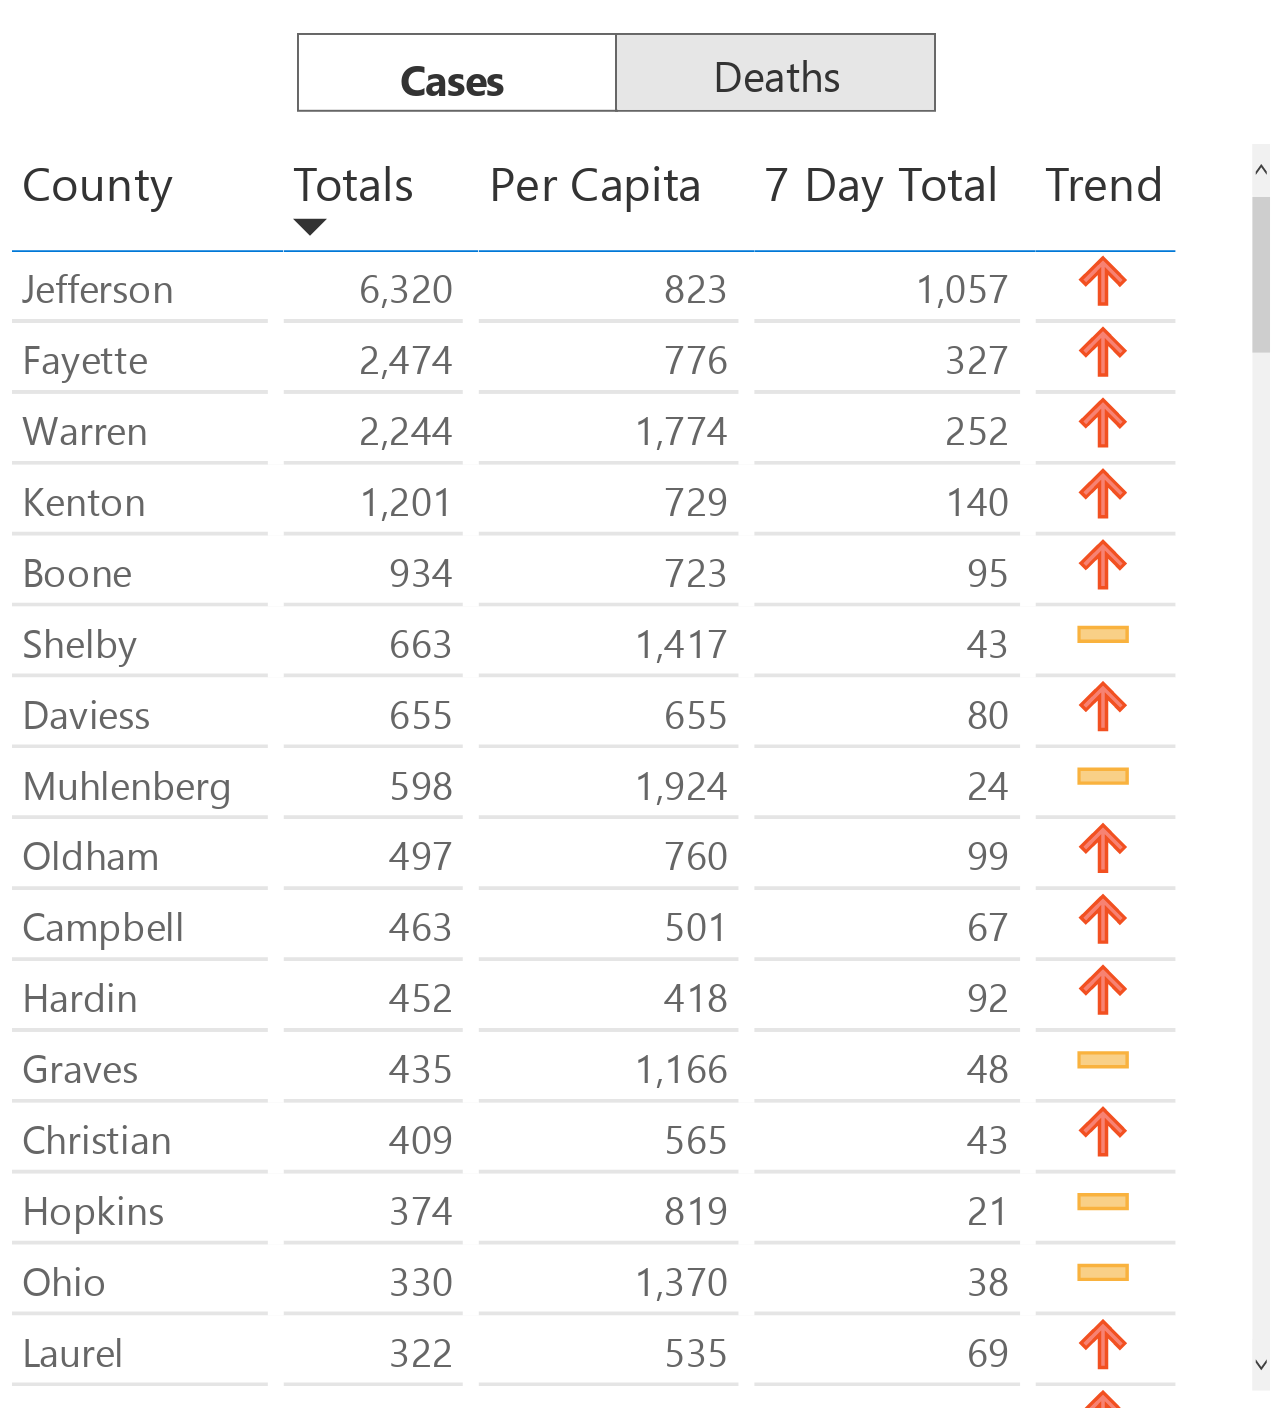 Cases Deaths
County Totals Per Capita 7 Day Total Trend
Jefferson 6,320 823 1,057
Fayette 2,474 776 327
Warren 2,244 1,774 252
Kenton 1,201 729 140
Boone 934 723 95
Shelby 663 1,417 43
Daviess 655 655 80
Muhlenberg 598 1,924 24
Oldham 497 760 99
Campbell 463 501 67
Hardin 452 418 92
Graves 435 1,166 48
Christian 409 565 43
Hopkins 374 819 21
Ohio 330 1,370 38
Laurel 322 535 69